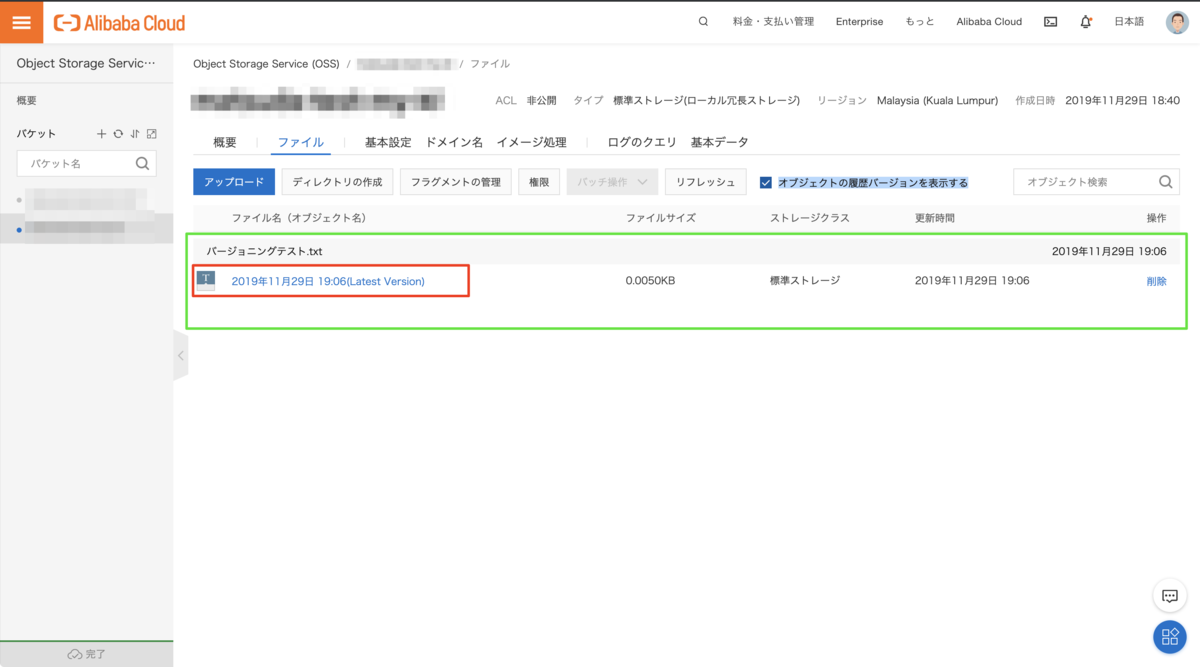 Alibaba Cloud
料金・支払い管理 Enterprise もっと Alibaba Cloud 日本語
Object Storage Servic…
概要
バケット
バケット名
完了
Object Storage Service (OSS) / / ファイル
ACL 非公開 タイプ 標準ストレージ(ローカル冗長ストレージ) リージョン Malaysia (Kuala Lumpur) 作成日時 2019年11月29日 18:40
概要 ファイル 基本設定 ドメイン名 イメージ処理 ログのクエリ 基本データ
アップロード ディレクトリの作成 フラグメントの管理 権限 バッチ操作 リフレッシュ オブジェクトの履歴バージョンを表示する オブジェクト検索
ファイル名（オブジェクト名） ファイルサイズ ストレージクラス 更新時間 操作
バージョニングテスト.txt 2019年11月29日 19:06
2019年11月29日 19:06(Latest Version) 0.0050KB 標準ストレージ 2019年11月29日 19:06 削除